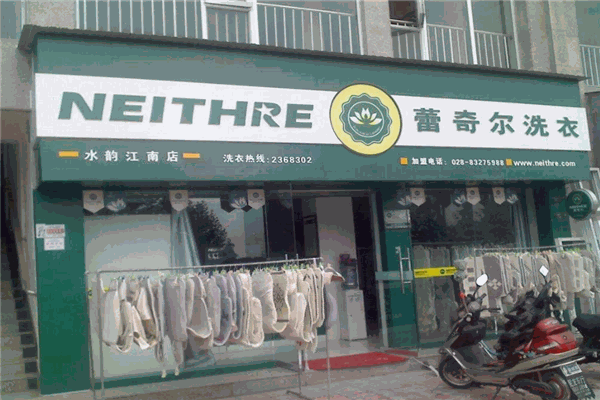 NEITHRE 蕾奇尔洗衣
水韵江南店 洗衣热线:2368302 加盟电话: 028-83275988 www.neithre.com